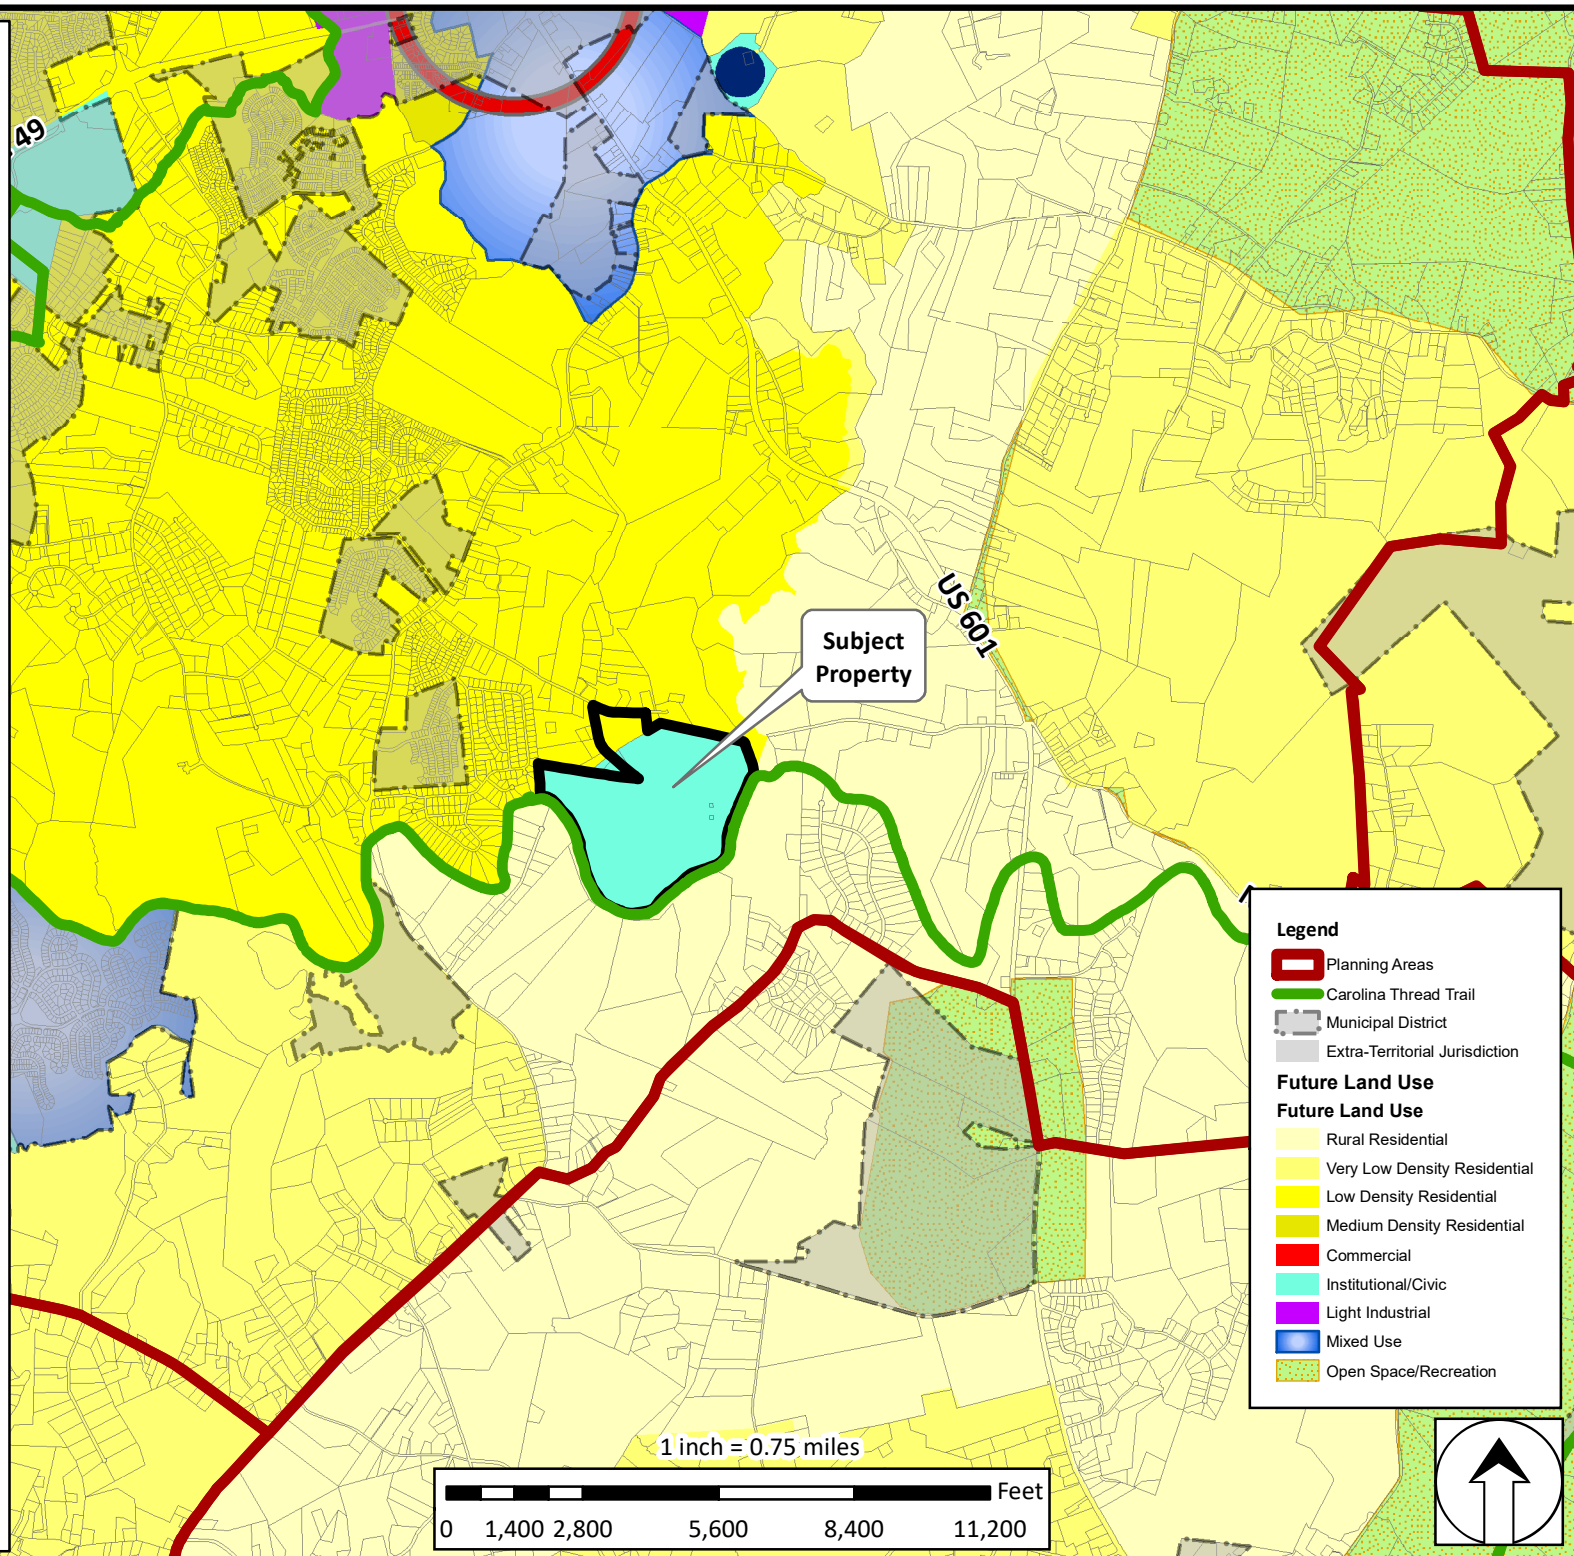 49
US 601
Subject
Property
Legend
Planning Areas
Carolina Thread Trail
Municipal District
Extra-Territorial Jurisdiction
Future Land Use
Future Land Use
Rural Residential
Very Low Density Residential
Low Density Residential
Medium Density Residential
Commercial
Institutional/Civic
Light Industrial
Mixed Use
Open Space/Recreation
1 inch = 0.75 miles
Feet
0 1,400 2,800 5,600 8,400 11,200